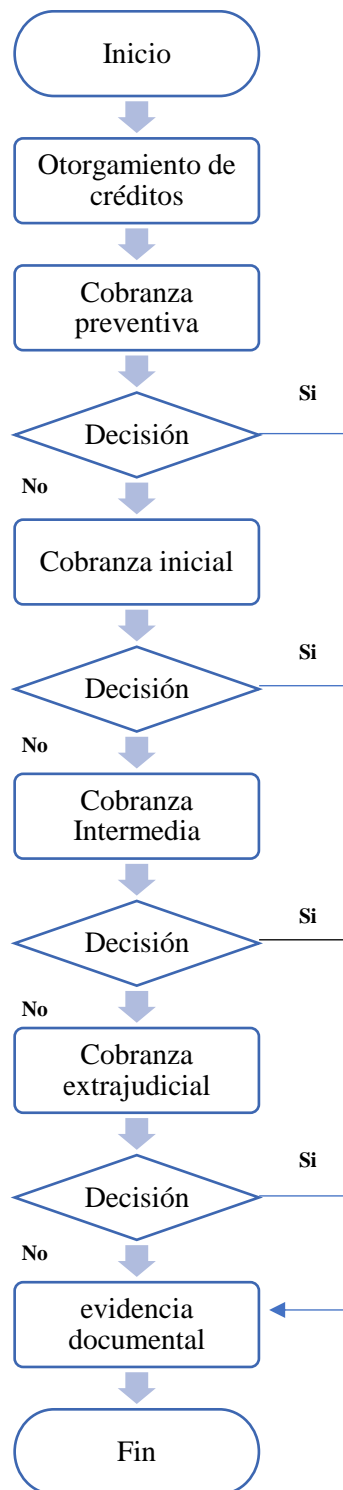 Inicio
Otorgamiento de
créditos
Cobranza
preventiva
Si
Decisión
No
Cobranza inicial
Si
Decisión
No
Cobranza
Intermedia
Si
Decisión
No
Cobranza
extrajudicial
Si
Decisión
No
evidencia
documental
Fin